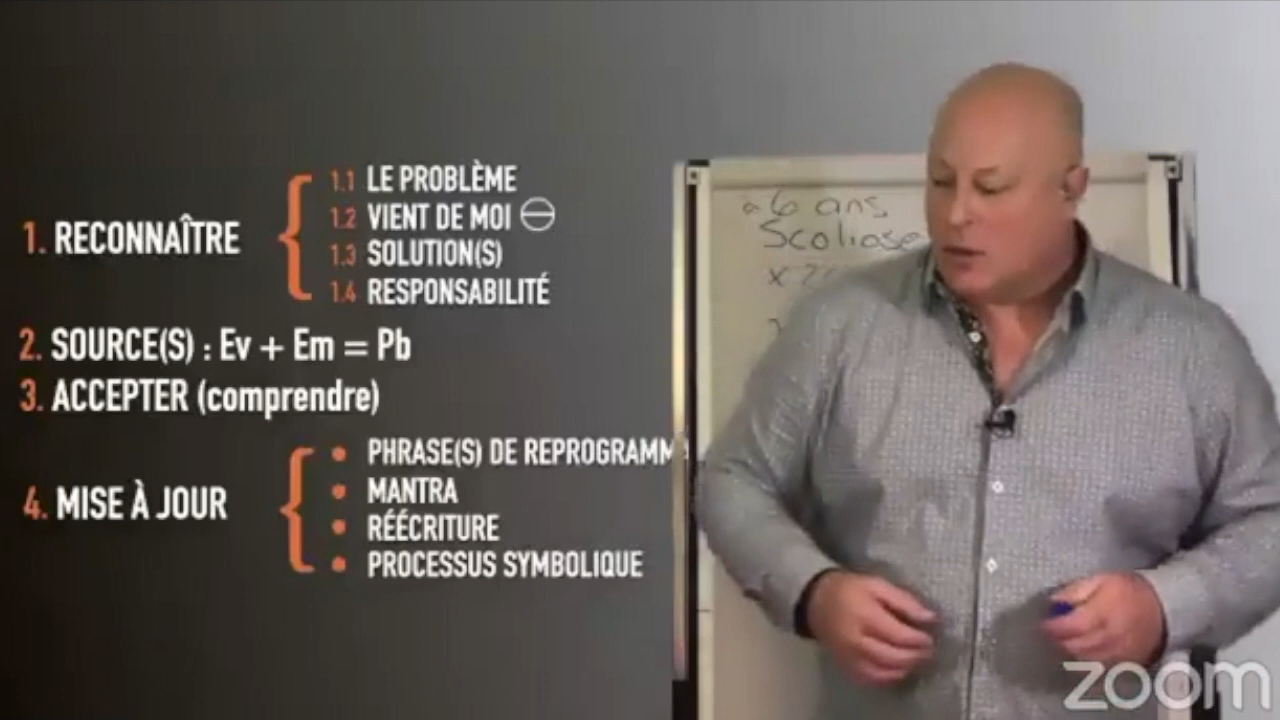 1. RECONNAÎTRE
1.1 LE PROBLÈME
1.2 VIENT DE MOI
1.3 SOLUTION(S)
1.4 RESPONSABILITÉ
2. SOURCE(S) : Ev + Em = Pb
3. ACCEPTER (comprendre)
4. MISE À JOUR
• PHRASE(S) DE REPROGRAMM
• MANTRA
• RÉÉCRITURE
• PROCESSUS SYMBOLIQUE
à 6 ans
Scoliose
zoom